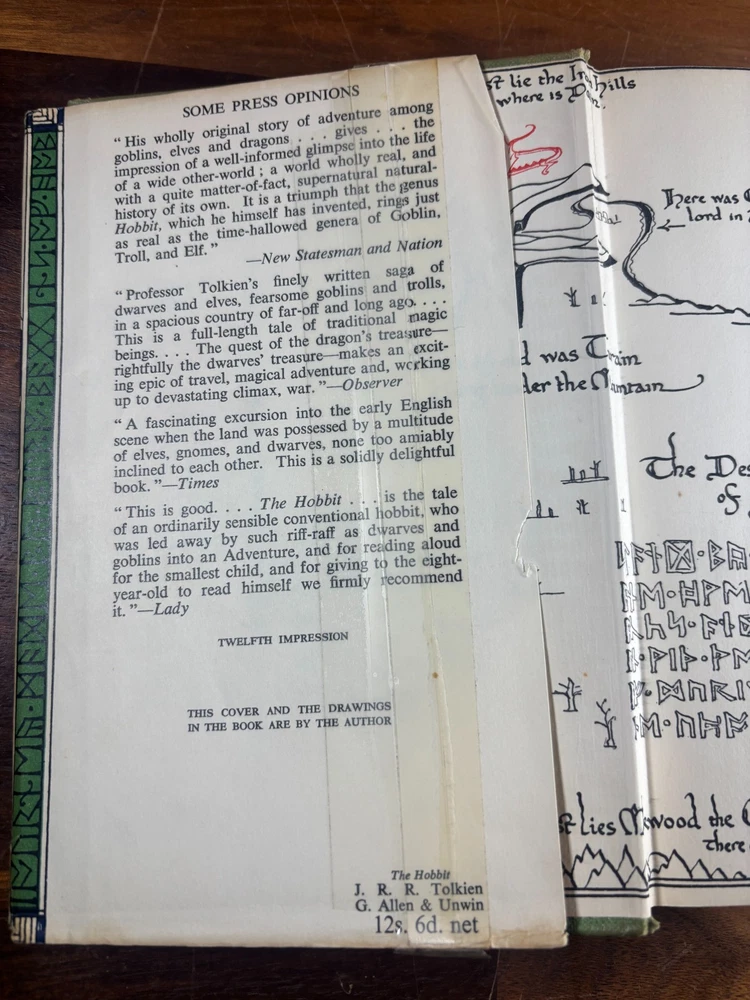 SOME PRESS OPINIONS
“ His wholly original story of adventure among
goblins, elves and dragons . . . gives . . . the
impression of a well-informed glimpse into the life
of a wide other-world ; a world wholly real, and
with a quite matter-of-fact, supernatural natural-
history of its own. It is a triumph that the genus
Hobbit, which he himself has invented, rings just
as real as the time-hallowed genera of Goblin,
Troll, and Elf. ”
—New Statesman and Nation
“ Professor Tolkien’s finely written saga of
dwarves and elves, fearsome goblins and trolls,
in a spacious country of far-off and long ago. . . .
This is a full-length tale of traditional magic
beings. . . . The quest of the dragon’s treasure—
rightfully the dwarves’ treasure—makes an excit-
ing epic of travel, magical adventure and, working
up to devastating climax, war. ”—Observer
“ A fascinating excursion into the early English
scene when the land was possessed by a multitude
of elves, gnomes, and dwarves, none too amiably
inclined to each other. This is a solidly delightful
book. ”—Times
“ This is good. . . . The Hobbit . . . is the tale
of an ordinarily sensible conventional hobbit, who
was led away by such riff-raff as dwarves and
goblins into an Adventure, and for reading aloud
for the smallest child, and for giving to the eight-
year-old to read himself we firmly recommend
it. ”—Lady
TWELFTH IMPRESSION
THIS COVER AND THE DRAWINGS
IN THE BOOK ARE BY THE AUTHOR
The Hobbit
J. R. R. Tolkien
G. Allen & Unwin
12s. 6d. net
st lie the Iron Hills
where is Dain.
Here was
lord in
was Thrain
the Mountain
The Des
of
st lies Mirkwood the
there